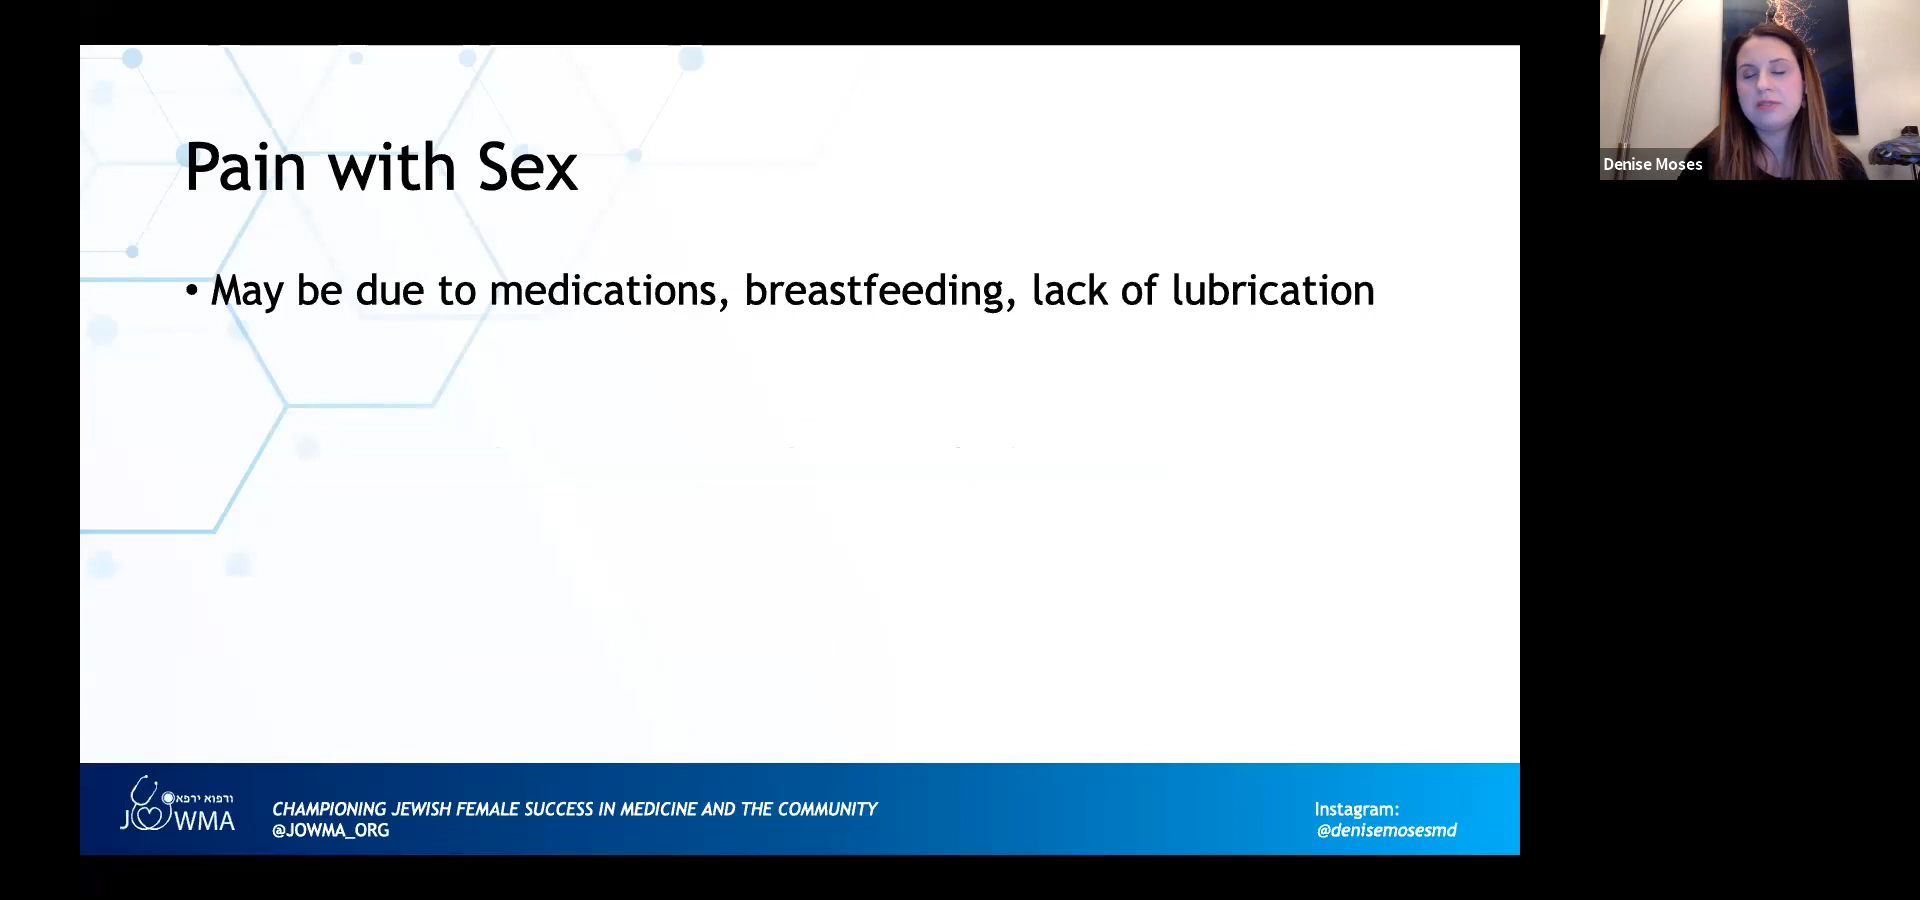 Pain with Sex
• May be due to medications, breastfeeding, lack of lubrication
Denise Moses
ורפוא ירפא
JOWMA
CHAMPIONING JEWISH FEMALE SUCCESS IN MEDICINE AND THE COMMUNITY
@JOWMA_ORG
Instagram:
@denisemosesmd